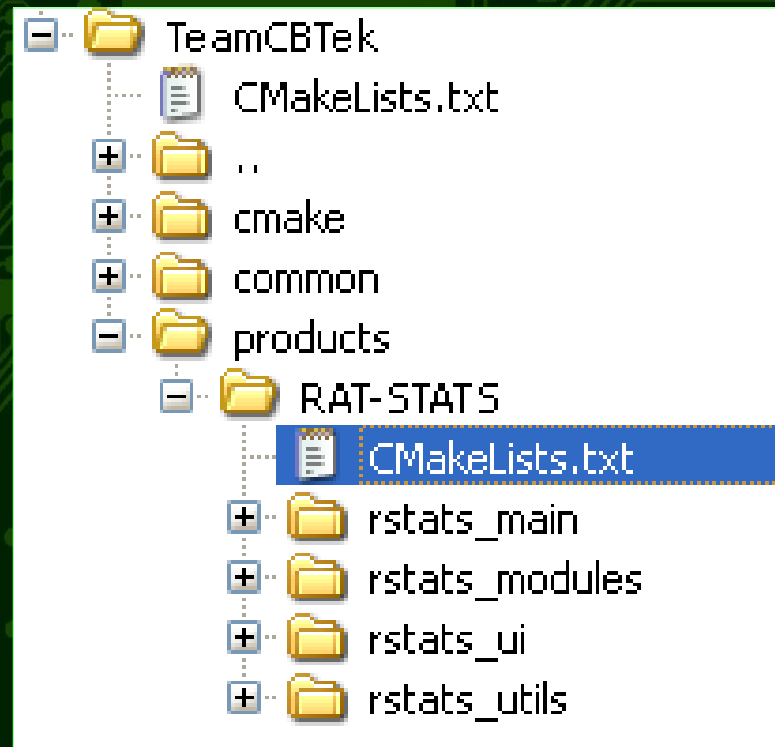 TeamCBTek
CMakeLists.txt
..
cmake
common
products
RAT-STATS
CMakeLists.txt
rstats_main
rstats_modules
rstats_ui
rstats_utils